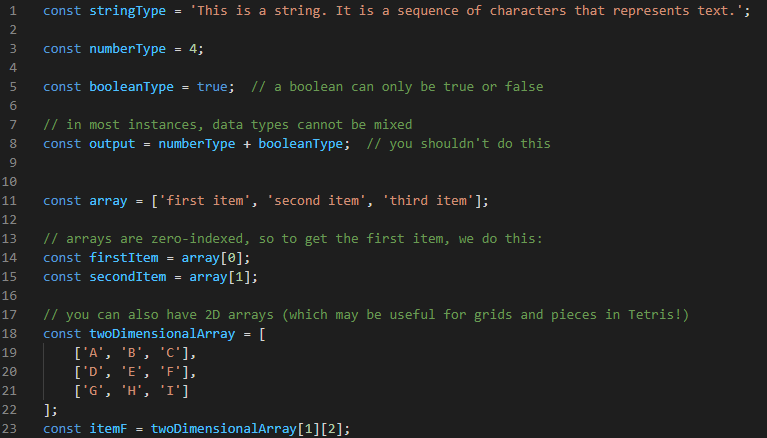 1 const stringType = 'This is a string. It is a sequence of characters that represents text.';
2
3 const numberType = 4;
4
5 const booleanType = true;  // a boolean can only be true or false
6
7 // in most instances, data types cannot be mixed
8 const output = numberType + booleanType;  // you shouldn't do this
9
10
11 const array = ['first item', 'second item', 'third item'];
12
13 // arrays are zero-indexed, so to get the first item, we do this:
14 const firstItem = array[0];
15 const secondItem = array[1];
16
17 // you can also have 2D arrays (which may be useful for grids and pieces in Tetris!)
18 const twoDimensionalArray = [
19     ['A', 'B', 'C'],
20     ['D', 'E', 'F'],
21     ['G', 'H', 'I']
22 ];
23 const itemF = twoDimensionalArray[1][2];